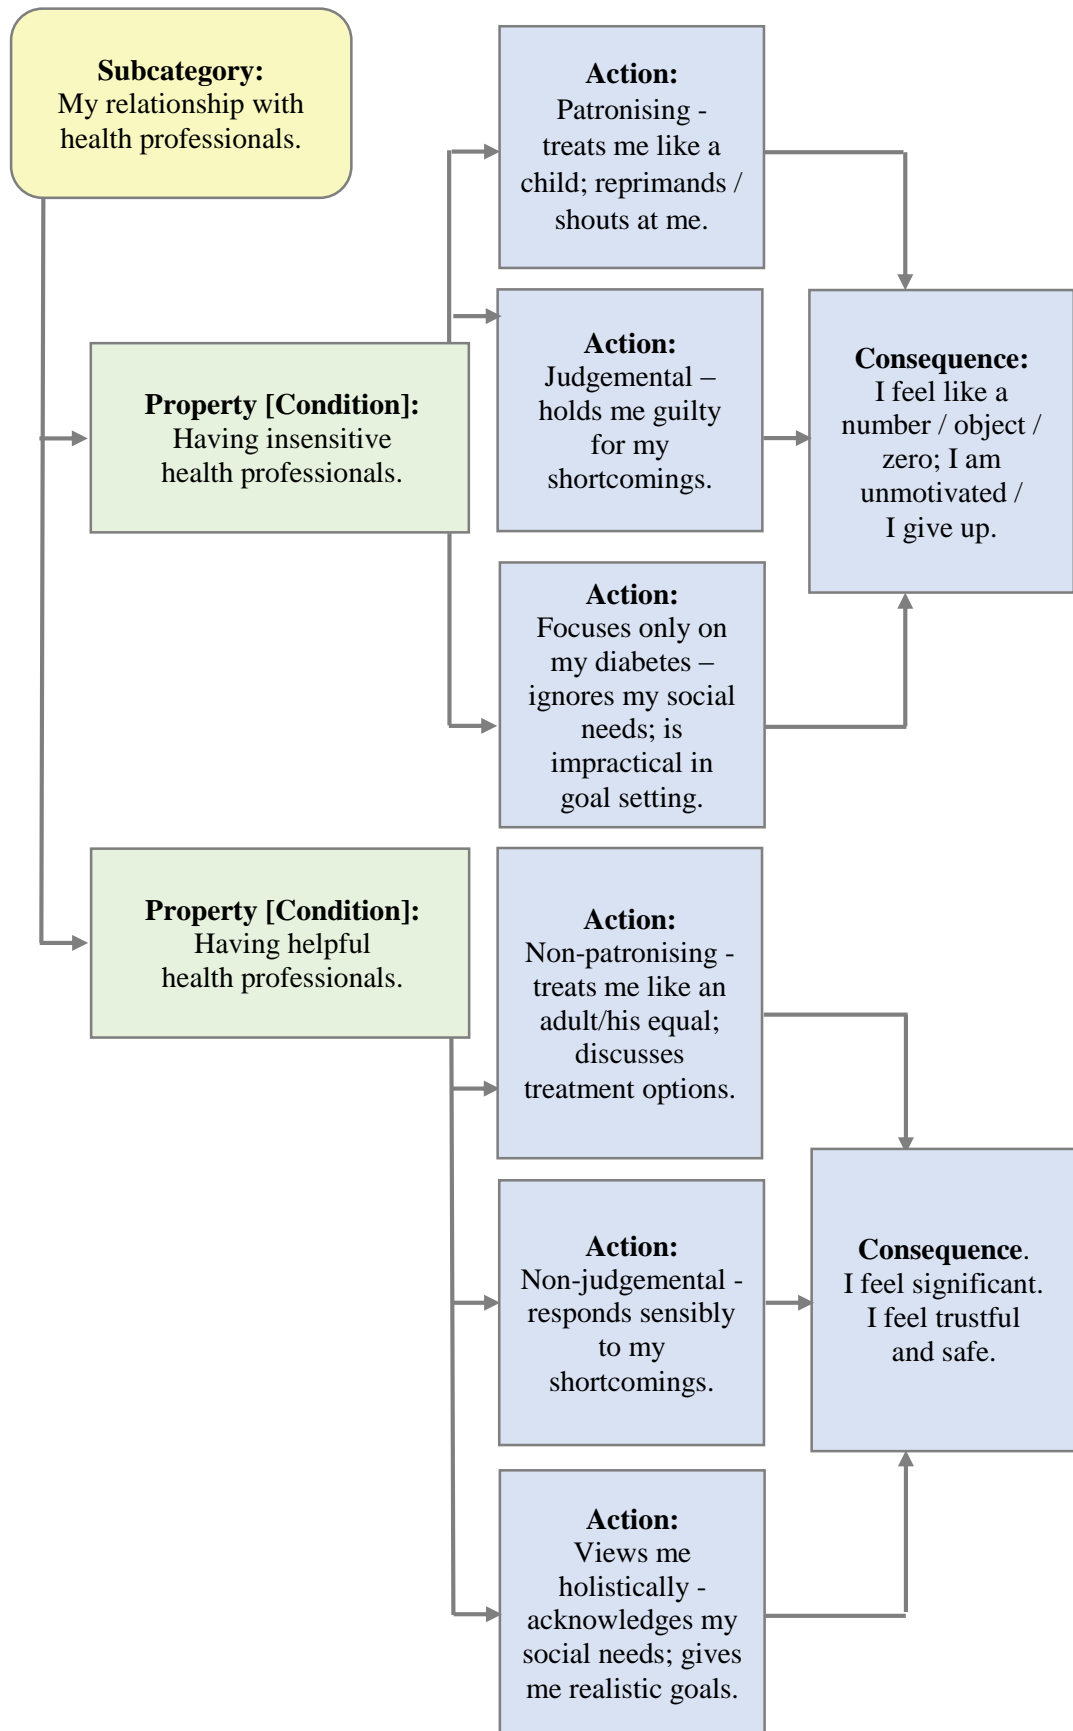 Subcategory:
My relationship with
health professionals.
Action:
Patronising -
treats me like a
child; reprimands /
shouts at me.
Property [Condition]:
Having insensitive
health professionals.
Action:
Judgemental –
holds me guilty
for my
shortcomings.
Consequence:
I feel like a
number / object /
zero; I am
unmotivated /
I give up.
Action:
Focuses only on
my diabetes –
ignores my social
needs; is
impractical in
goal setting.
Property [Condition]:
Having helpful
health professionals.
Action:
Non-patronising -
treats me like an
adult/his equal;
discusses
treatment options.
Action:
Non-judgemental -
responds sensibly
to my
shortcomings.
Consequence.
I feel significant.
I feel trustful
and safe.
Action:
Views me
holistically -
acknowledges my
social needs; gives
me realistic goals.